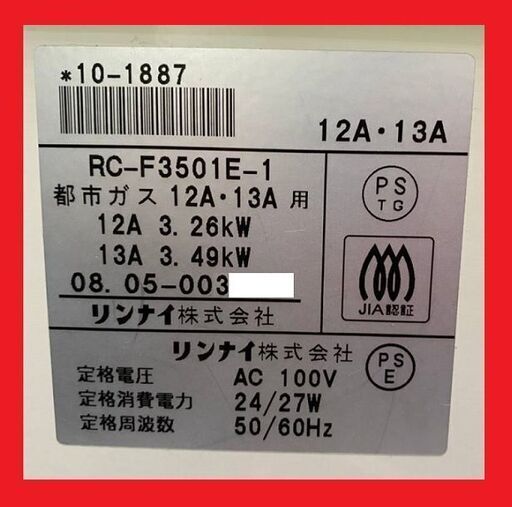 *10-1887
12A・13A
RC-F3501E-1
都市ガス 12A・13A 用
12A 3.26kW
13A 3.49kW
08.05-003
リンナイ株式会社
PS
TG
JIA認証
リンナイ株式会社
定格電圧 AC 100V
定格消費電力 24/27W
定格周波数 50/60Hz
PS
E